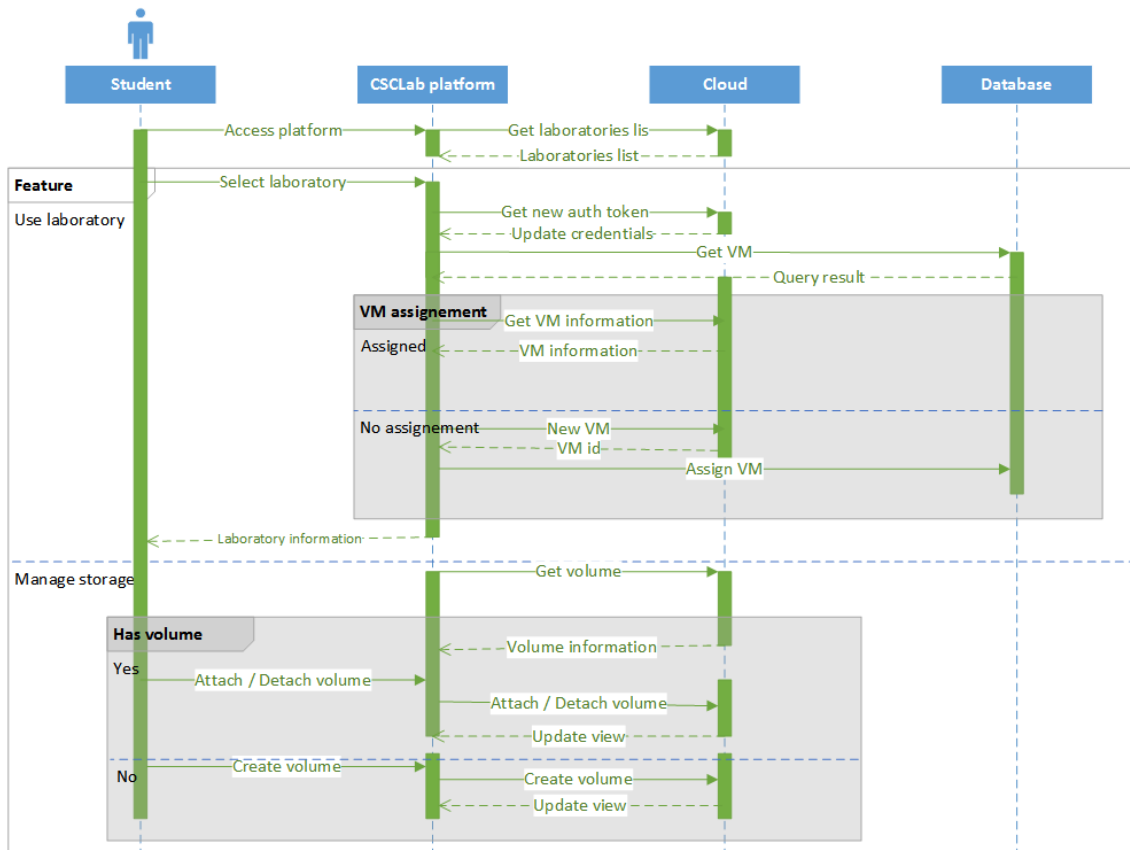 Student
CSCLab platform
Cloud
Database
Access platform
Get laboratories lis
Laboratories list
Feature
Select laboratory
Use laboratory
Get new auth token
Update credentials
Get VM
Query result
VM assignement
Get VM information
Assigned
VM information
No assignement
New VM
VM id
Assign VM
Laboratory information
Manage storage
Get volume
Has volume
Volume information
Yes
Attach / Detach volume
Attach / Detach volume
Update view
No
Create volume
Create volume
Update view